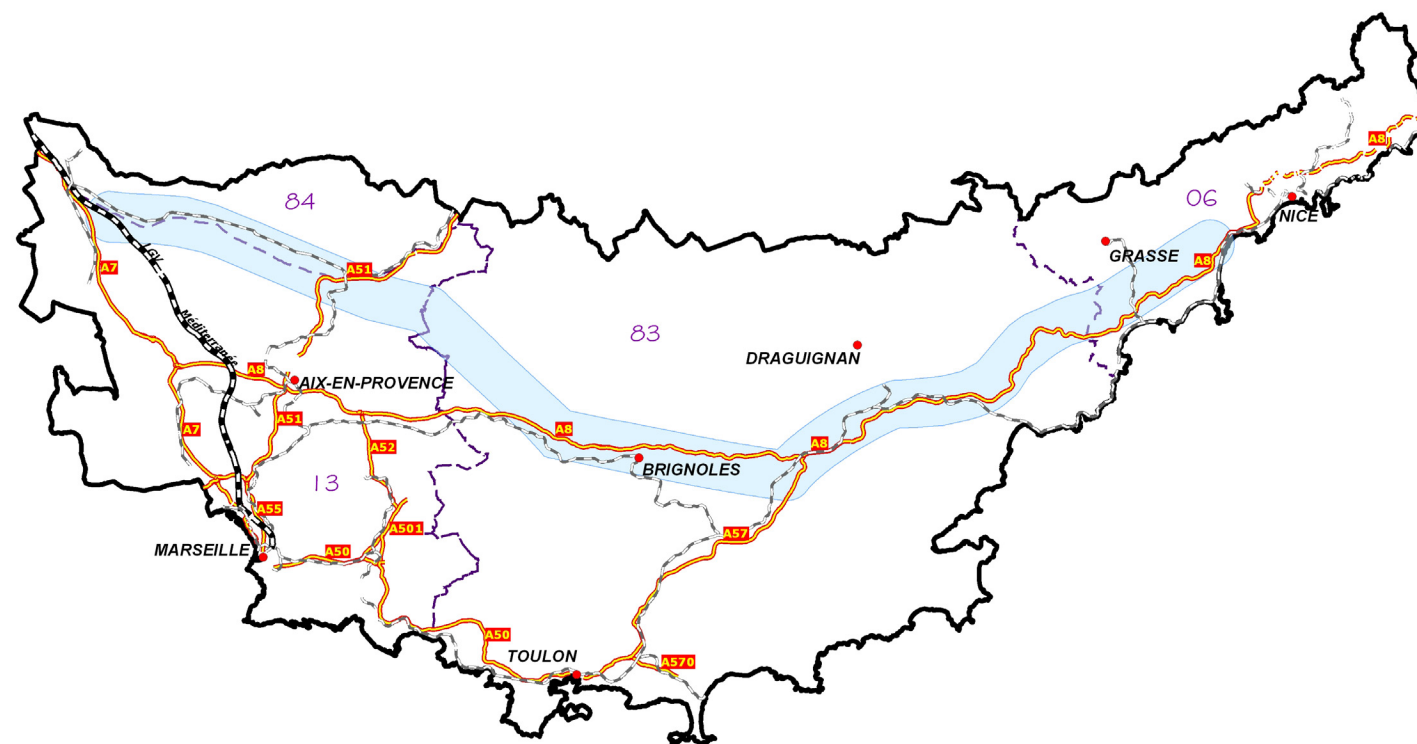 A8
84
06
NICE
GRASSE
A8
A7
A51
Méditerranée
83
DRAGUIGNAN
A8
AIX-EN-PROVENCE
A51
A7
A8
A8
A52
BRIGNOLES
13
A55
A501
A57
MARSEILLE
A50
A50
TOULON
A570